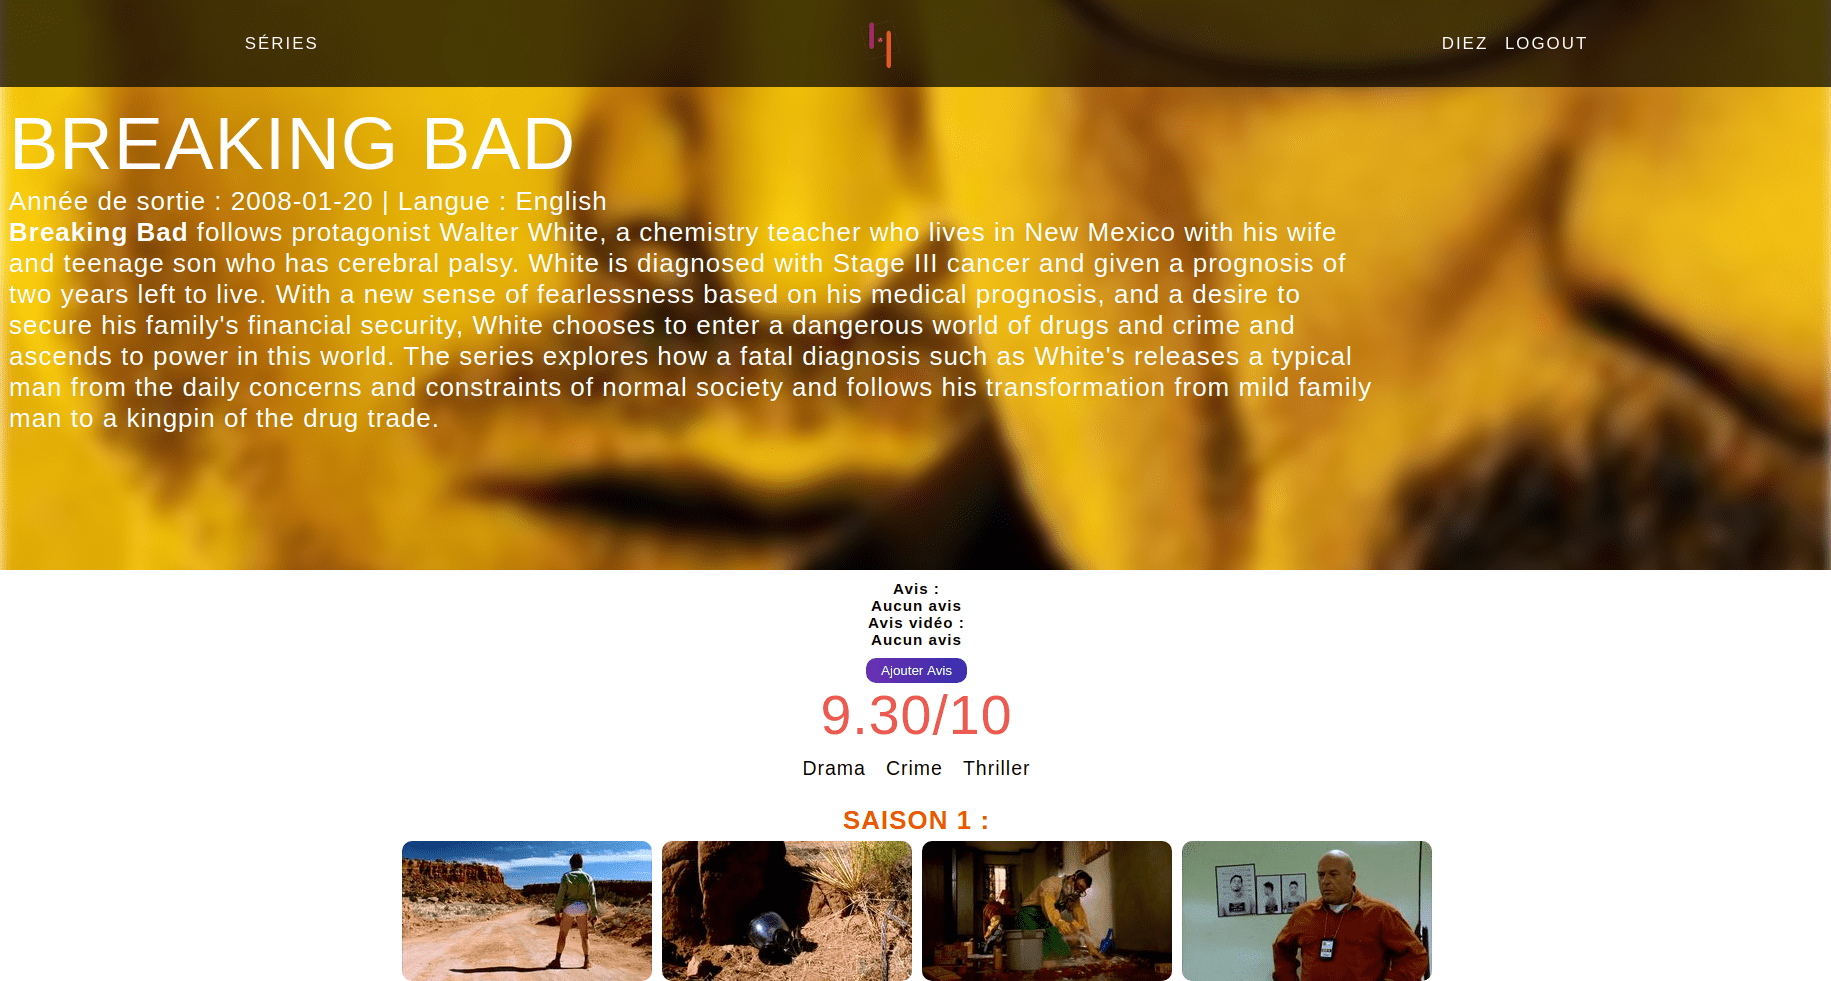 SÉRIES
DIEZ LOGOUT
BREAKING BAD
Année de sortie : 2008-01-20 | Langue : English
Breaking Bad follows protagonist Walter White, a chemistry teacher who lives in New Mexico with his wife
and teenage son who has cerebral palsy. White is diagnosed with Stage III cancer and given a prognosis of
two years left to live. With a new sense of fearlessness based on his medical prognosis, and a desire to
secure his family's financial security, White chooses to enter a dangerous world of drugs and crime and
ascends to power in this world. The series explores how a fatal diagnosis such as White's releases a typical
man from the daily concerns and constraints of normal society and follows his transformation from mild family
man to a kingpin of the drug trade.
Avis :
Aucun avis
Avis vidéo :
Aucun avis
Ajouter Avis
9.30/10
Drama Crime Thriller
SAISON 1 :